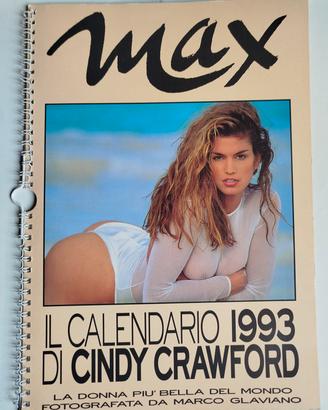 max
IL CALENDARIO 1993
DI CINDY CRAWFORD
LA DONNA PIU' BELLA DEL MONDO
FOTOGRAFATA DA MARCO GLAVIANO